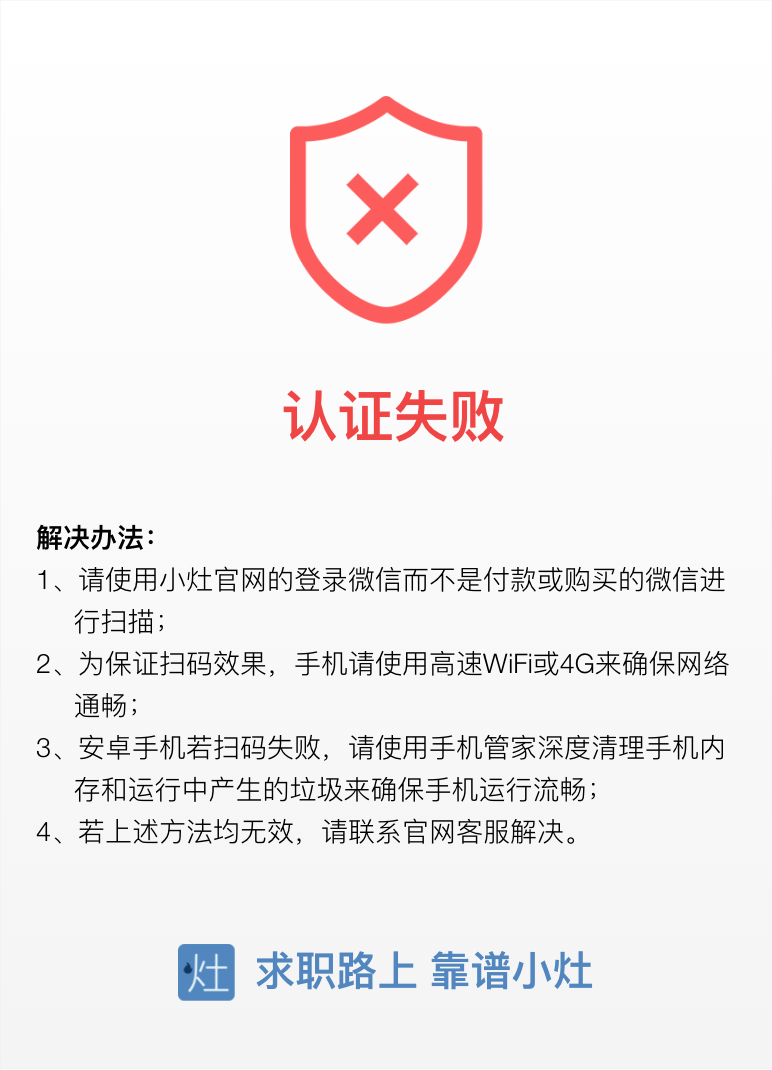 认证失败
解决办法：
1、请使用小灶官网的登录微信而不是付款或购买的微信进
行扫描；
2、为保证扫码效果，手机请使用高速WiFi或4G来确保网络
通畅；
3、安卓手机若扫码失败，请使用手机管家深度清理手机内
存和运行中产生的垃圾来确保手机运行流畅；
4、若上述方法均无效，请联系官网客服解决。
灶 求职路上 靠谱小灶